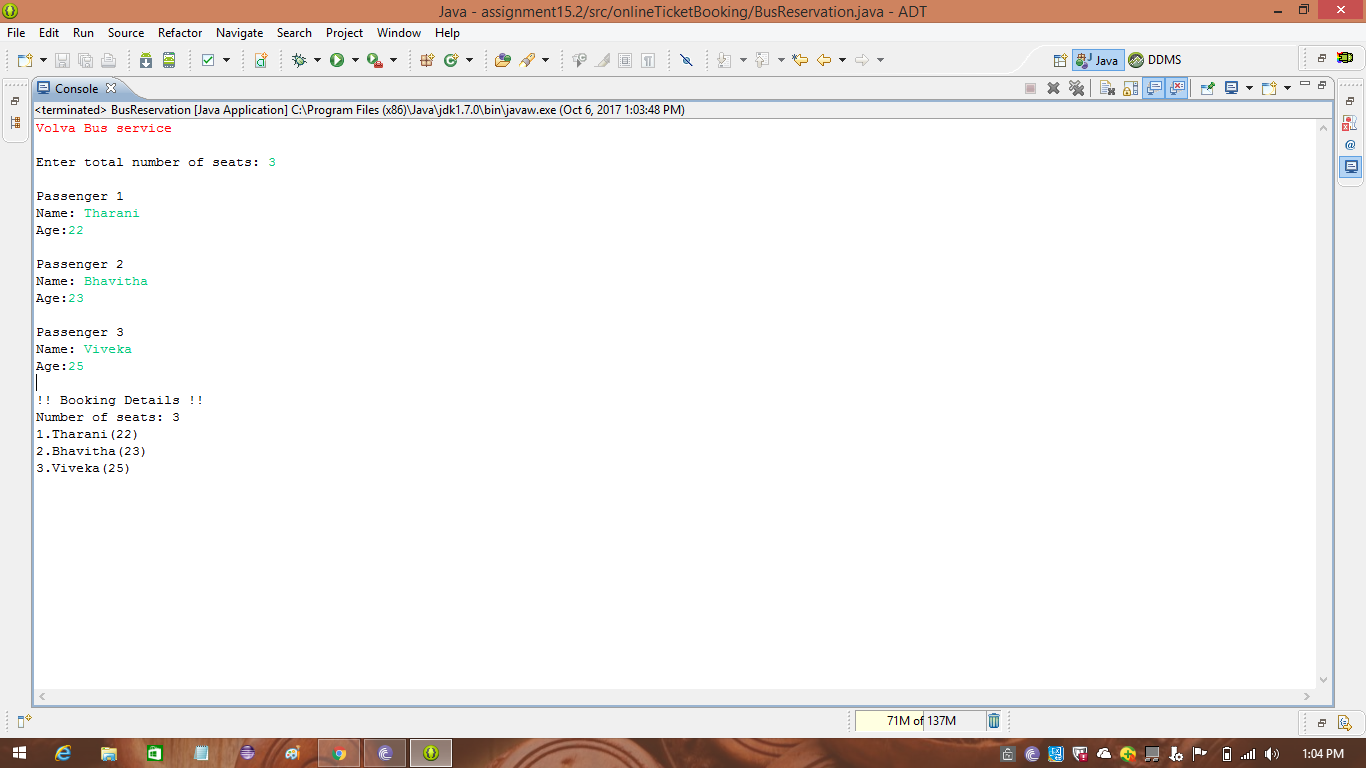 Java - assignment15.2/src/onlineTicketBooking/BusReservation.java - ADT
File Edit Run Source Refactor Navigate Search Project Window Help
Java DDMS
Console
<terminated> BusReservation [Java Application] C:\Program Files (x86)\Java\jdk1.7.0\bin\javaw.exe (Oct 6, 2017 1:03:48 PM)
Volva Bus service
Enter total number of seats: 3
Passenger 1
Name: Tharani
Age:22
Passenger 2
Name: Bhavitha
Age:23
Passenger 3
Name: Viveka
Age:25
!! Booking Details !!
Number of seats: 3
1.Tharani(22)
2.Bhavitha(23)
3.Viveka(25)
71M of 137M
1:04 PM